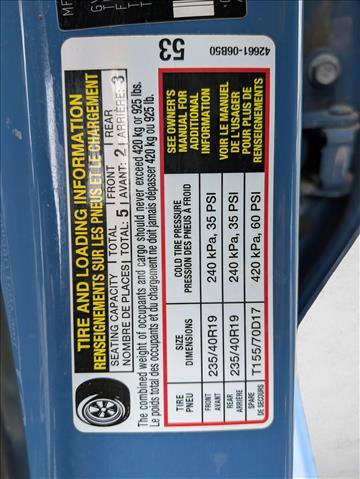 MF
53
42661-06B50
TIRE AND LOADING INFORMATION
RENSEIGNEMENTS SUR LES PNEUS ET LE CHARGEMENT
SEATING CAPACITY | TOTAL | FRONT | REAR
NOMBRE DE PLACES | TOTAL: 5 | AVANT: 2 | ARRIÈRE: 3
The combined weight of occupants and cargo should never exceed 420 kg or 925 lbs.
Le poids total des occupants et du chargement ne doit jamais dépasser 420 kg ou 925 lb.
TIRE PNEU | SIZE DIMENSIONS | COLD TIRE PRESSURE PRESSION DES PNEUS À FROID
FRONT AVANT | 235/40R19 | 240 kPa, 35 PSI
REAR ARRIÈRE | 235/40R19 | 240 kPa, 35 PSI
SPARE DE SECOURS | T155/70D17 | 420 kPa, 60 PSI
SEE OWNER'S
MANUAL FOR
ADDITIONAL
INFORMATION
VOIR LE MANUEL
DE L'USAGER
POUR PLUS DE
RENSEIGNEMENTS